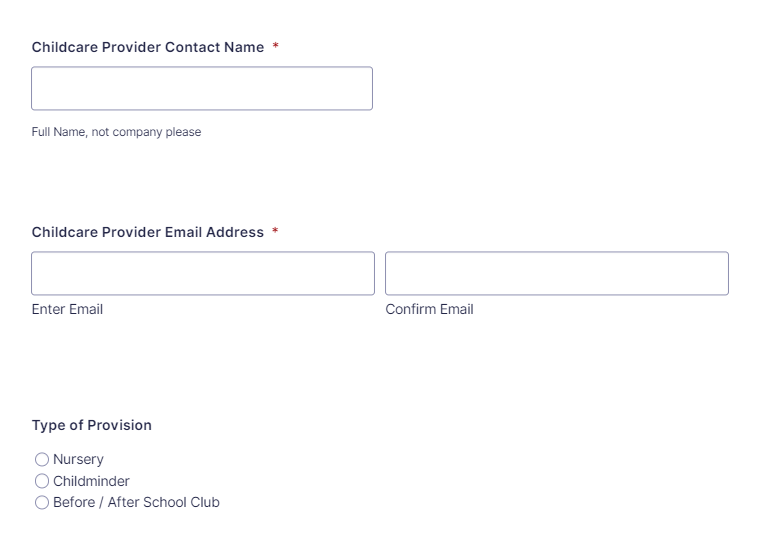 Childcare Provider Contact Name *
Full Name, not company please
Childcare Provider Email Address *
Enter Email
Confirm Email
Type of Provision
Nursery
Childminder
Before / After School Club